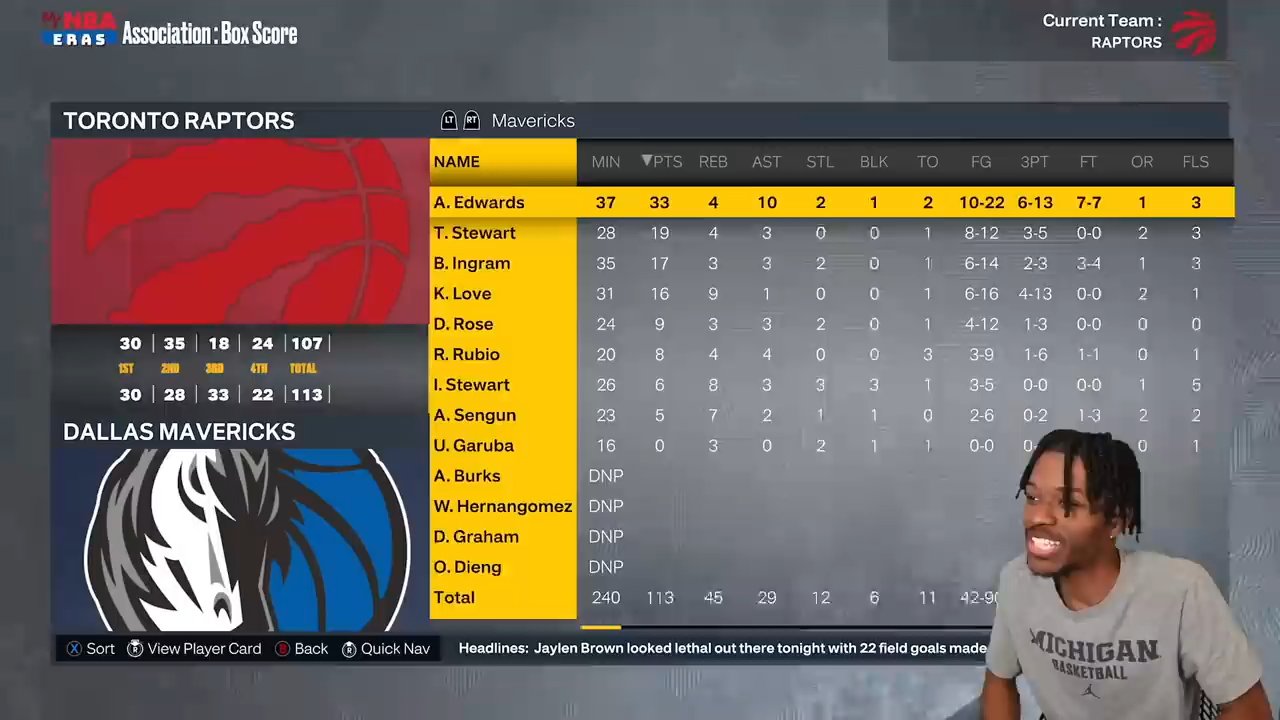 MyNBA
ERAS
Association : Box Score
Current Team :
RAPTORS
TORONTO RAPTORS
30 35 18 24 107
1ST 2ND 3RD 4TH TOTAL
30 28 33 22 113
DALLAS MAVERICKS
LT RT Mavericks
NAME MIN ▼PTS REB AST STL BLK TO FG 3PT FT OR FLS
A. Edwards 37 33 4 10 2 1 2 10-22 6-13 7-7 1 3
T. Stewart 28 19 4 3 0 0 1 8-12 3-5 0-0 2 3
B. Ingram 35 17 3 3 2 0 1 6-14 2-3 3-4 1 3
K. Love 31 16 9 1 0 0 1 6-16 4-13 0-0 2 1
D. Rose 24 9 3 3 2 0 1 4-12 1-3 0-0 0 0
R. Rubio 20 8 4 4 0 0 3 3-9 1-6 1-1 0 1
I. Stewart 26 6 8 3 3 3 1 3-5 0-0 0-0 1 5
A. Sengun 23 5 7 2 1 1 0 2-6 0-2 1-3 2 2
U. Garuba 16 0 3 0 2 1 1 0-0 0- 0 1
A. Burks DNP
W. Hernangomez DNP
D. Graham DNP
O. Dieng DNP
Total 240 113 45 29 12 6 11 42-90
X Sort R View Player Card B Back R Quick Nav
Headlines: Jaylen Brown looked lethal out there tonight with 22 field goals made
MICHIGAN
BASKETBALL